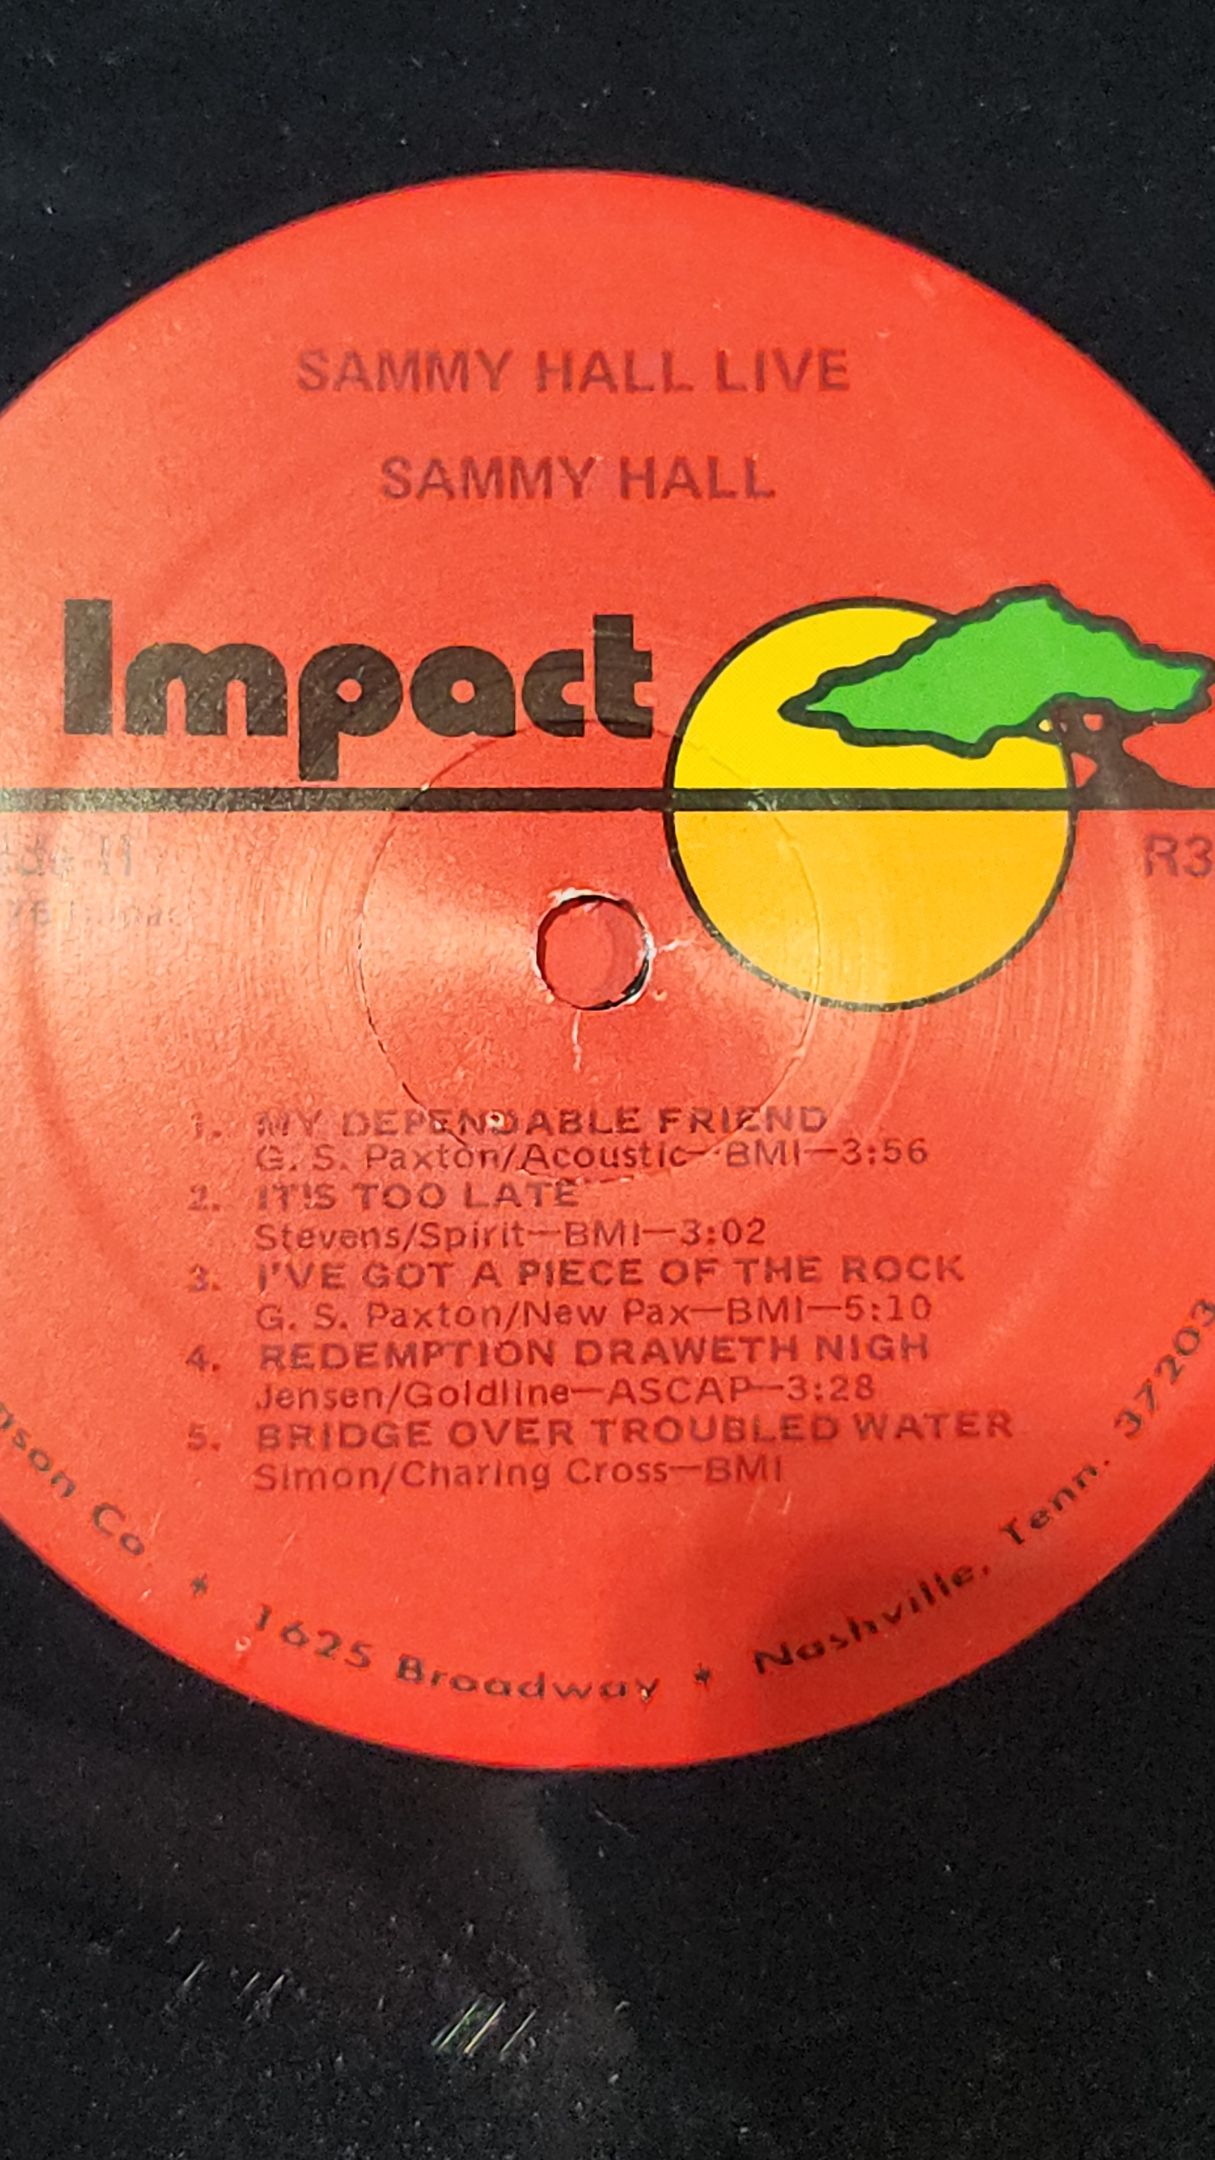 SAMMY HALL LIVE
SAMMY HALL
Impact
II
R3
1. MY DEPENDABLE FRIEND
G. S. Paxton/Acoustic—BMI—3:56
2. IT'S TOO LATE
Stevens/Spirit—BMI—3:02
3. I'VE GOT A PIECE OF THE ROCK
G. S. Paxton/New Pax—BMI—5:10
4. REDEMPTION DRAWETH NIGH
Jensen/Goldline—ASCAP—3:28
5. BRIDGE OVER TROUBLED WATER
Simon/Charing Cross—BMI
nson Co. * 1625 Broadway * Nashville, Tenn. 37203